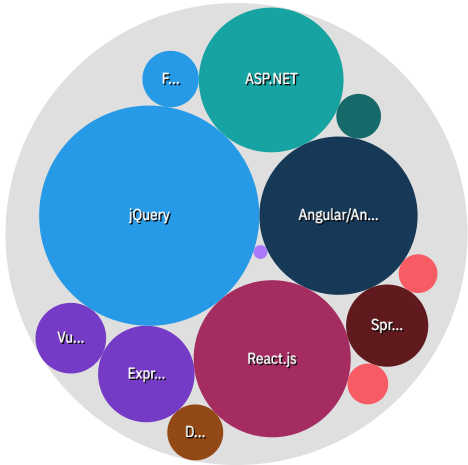 F...
ASP.NET
jQuery
Angular/An...
Vu...
Expr...
React.js
Spr...
D...